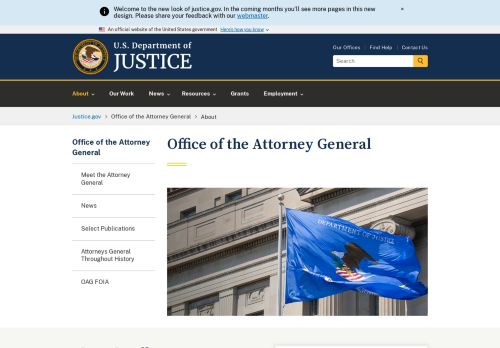 Welcome to the new look of justice.gov. In the coming months you'll see more pages in this new
design. Please share your feedback with our webmaster.
×
An official website of the United States government Here's how you know
U.S. Department of
JUSTICE
Our Offices | Find Help | Contact Us
Search
About Our Work News Resources Grants Employment
Justice.gov > Office of the Attorney General > About
Office of the Attorney
General
Meet the Attorney
General
News
Select Publications
Attorneys General
Throughout History
OAG FOIA
Office of the Attorney General
DEPARTMENT OF JUSTICE